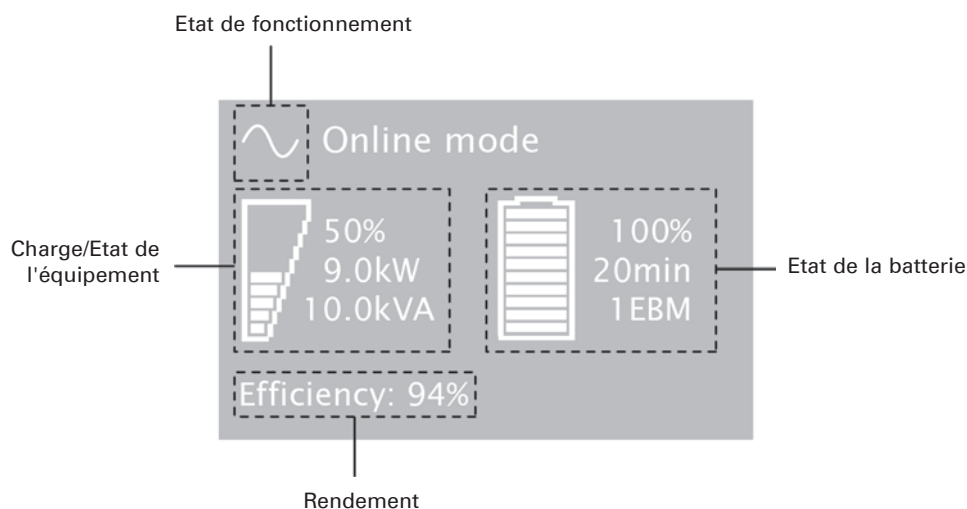 Etat de fonctionnement
Online mode
Charge/Etat de
l'équipement
50%
9.0kW
10.0kVA
100%
20min
1EBM
Etat de la batterie
Efficiency: 94%
Rendement